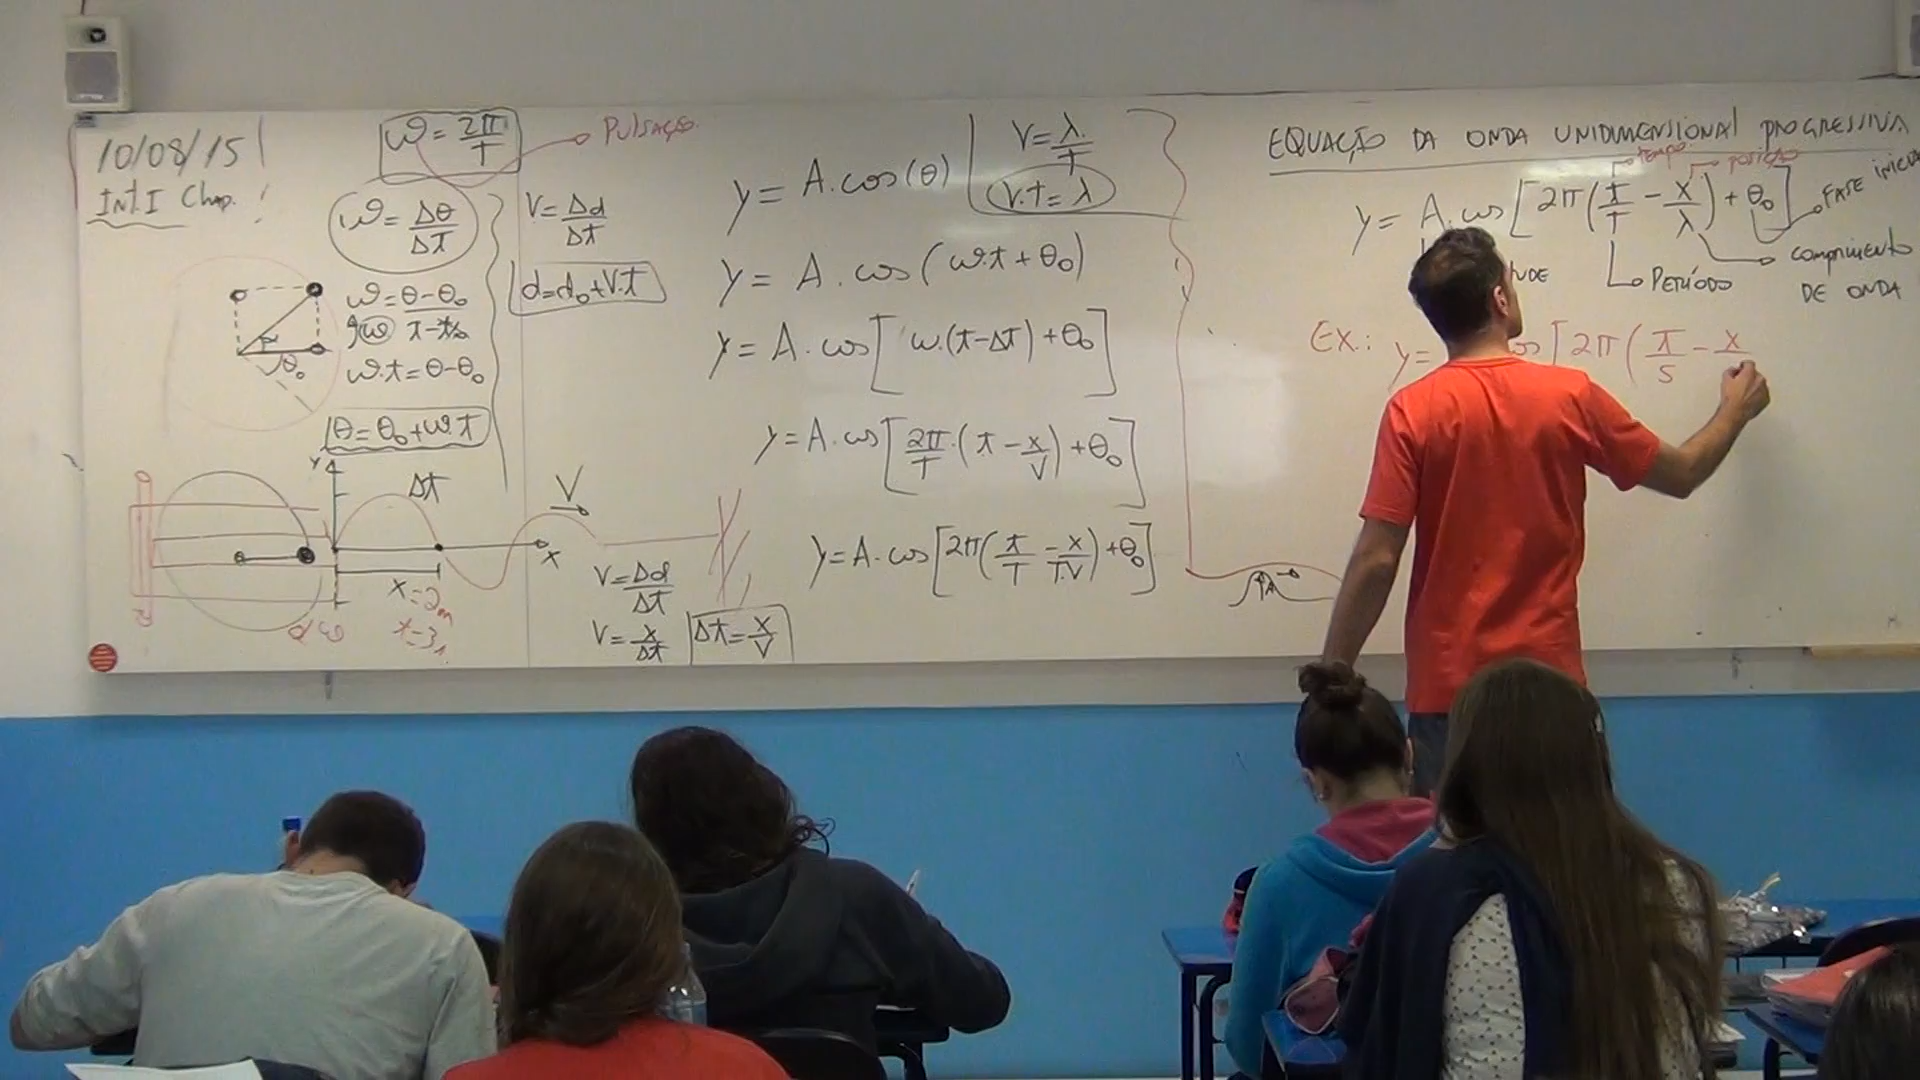 10/08/15
Int. I Chap. !
ω = 2π/T
PULSAÇÃO
ω = Δθ/Δt
ω = θ-θ₀
ω.t = θ-θ₀
θ = θ₀ + ω.t
V = Δd/Δt
d = d₀ + V.t
y
Δt
V
x
x = 2m
V = Δd/Δt
V = x/Δt
Δt = x/V
y = A.cos(θ)
V = λ/T
V.T = λ
y = A.cos(ω.t + θ₀)
y = A.cos[ω.(t-Δt) + θ₀]
y = A.cos[2π/T.(t - x/V) + θ₀]
y = A.cos[2π(t/T - x/T.V) + θ₀]
EQUAÇÃO DA ONDA UNIDIMENSIONAL PROGRESSIVA
tempo
posição
y = A.cos[2π(t/T - x/λ) + θ₀]
FASE
PERÍODO
comprimento
DE ONDA
EX.: y = cos[2π(t/5 - x